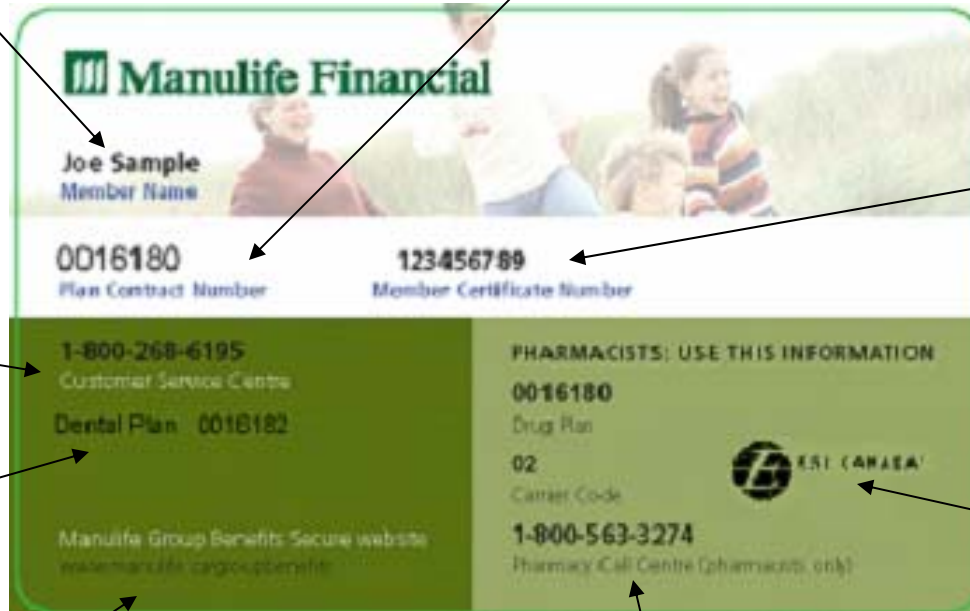 Manulife Financial
Joe Sample
Member Name
0016180
Plan Contract Number
123456789
Member Certificate Number
1-800-268-6195
Customer Service Centre
Dental Plan 0016182
Manulife Group Benefits Secure website
www.manulife.ca/groupbenefits
PHARMACISTS: USE THIS INFORMATION
0016180
Drug Plan
02
Carrier Code
ESI CANADA
1-800-563-3274
Pharmacy Call Centre (pharmacists only)